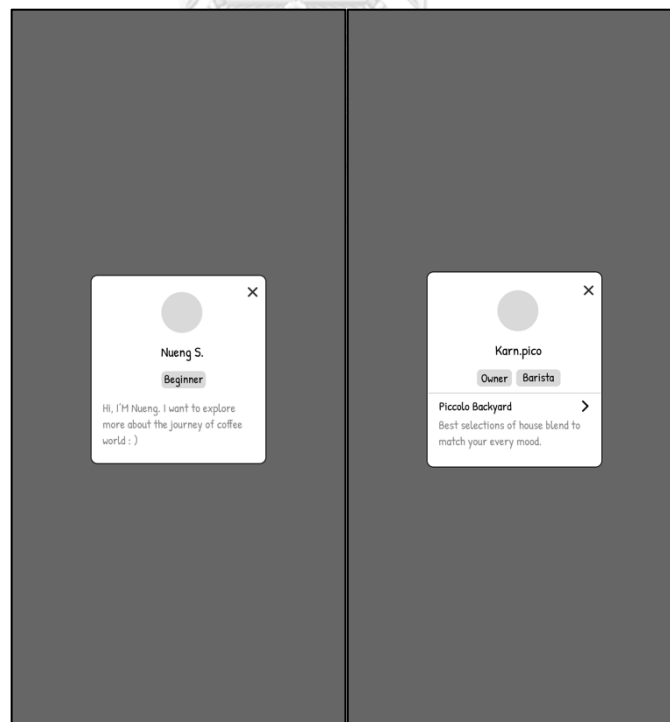 Nueng S.
Beginner
Hi, I'M Nueng. I want to explore
more about the journey of coffee
world : )
Karn.pico
Owner Barista
Piccolo Backyard
Best selections of house blend to
match your every mood.